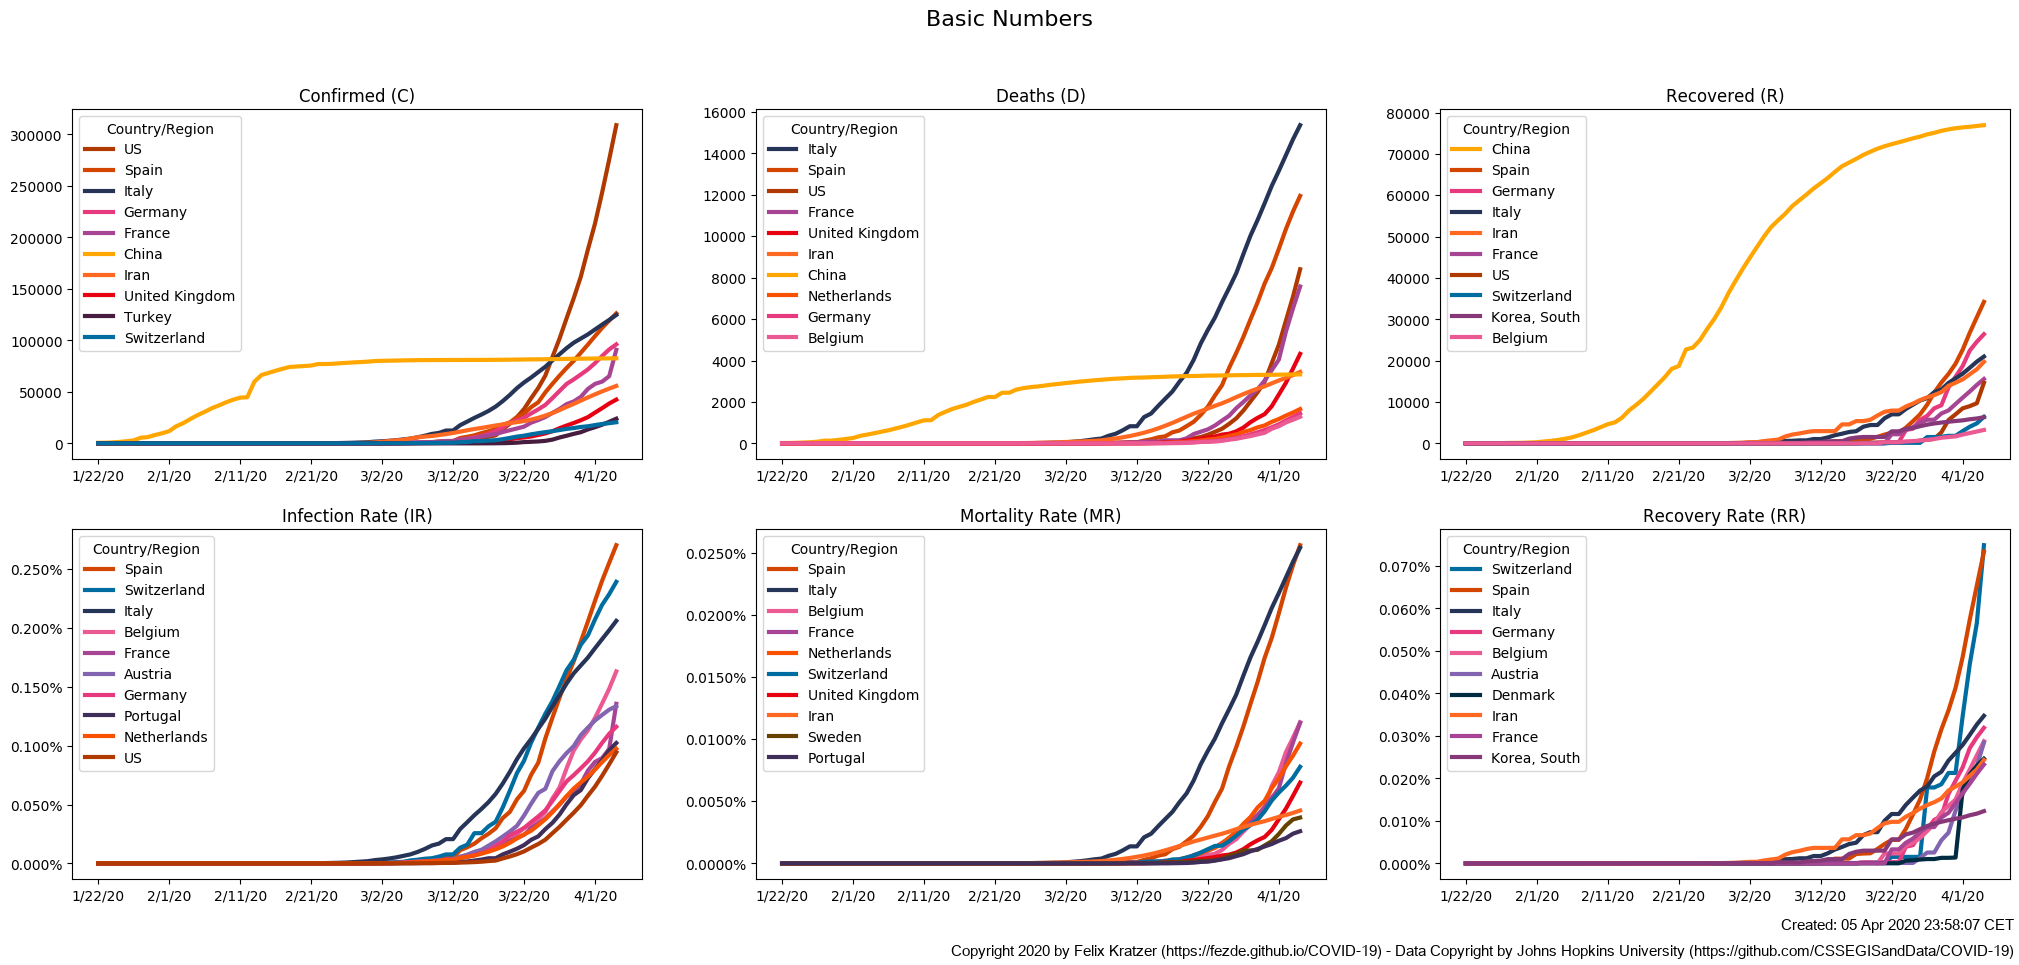 Basic Numbers
Confirmed (C)
300000
250000
200000
150000
100000
50000
0
Country/Region
US
Spain
Italy
Germany
France
China
Iran
United Kingdom
Turkey
Switzerland
1/22/20 2/1/20 2/11/20 2/21/20 3/2/20 3/12/20 3/22/20 4/1/20
Deaths (D)
16000
14000
12000
10000
8000
6000
4000
2000
0
Country/Region
Italy
Spain
US
France
United Kingdom
Iran
China
Netherlands
Germany
Belgium
1/22/20 2/1/20 2/11/20 2/21/20 3/2/20 3/12/20 3/22/20 4/1/20
Recovered (R)
80000
70000
60000
50000
40000
30000
20000
10000
0
Country/Region
China
Spain
Germany
Italy
Iran
France
US
Switzerland
Korea, South
Belgium
1/22/20 2/1/20 2/11/20 2/21/20 3/2/20 3/12/20 3/22/20 4/1/20
Infection Rate (IR)
0.250%
0.200%
0.150%
0.100%
0.050%
0.000%
Country/Region
Spain
Switzerland
Italy
Belgium
France
Austria
Germany
Portugal
Netherlands
US
1/22/20 2/1/20 2/11/20 2/21/20 3/2/20 3/12/20 3/22/20 4/1/20
Mortality Rate (MR)
0.0250%
0.0200%
0.0150%
0.0100%
0.0050%
0.0000%
Country/Region
Spain
Italy
Belgium
France
Netherlands
Switzerland
United Kingdom
Iran
Sweden
Portugal
1/22/20 2/1/20 2/11/20 2/21/20 3/2/20 3/12/20 3/22/20 4/1/20
Recovery Rate (RR)
0.070%
0.060%
0.050%
0.040%
0.030%
0.020%
0.010%
0.000%
Country/Region
Switzerland
Spain
Italy
Germany
Belgium
Austria
Denmark
Iran
France
Korea, South
1/22/20 2/1/20 2/11/20 2/21/20 3/2/20 3/12/20 3/22/20 4/1/20
Created: 05 Apr 2020 23:58:07 CET
Copyright 2020 by Felix Kratzer (https://fezde.github.io/COVID-19) - Data Copyright by Johns Hopkins University (https://github.com/CSSEGISandData/COVID-19)